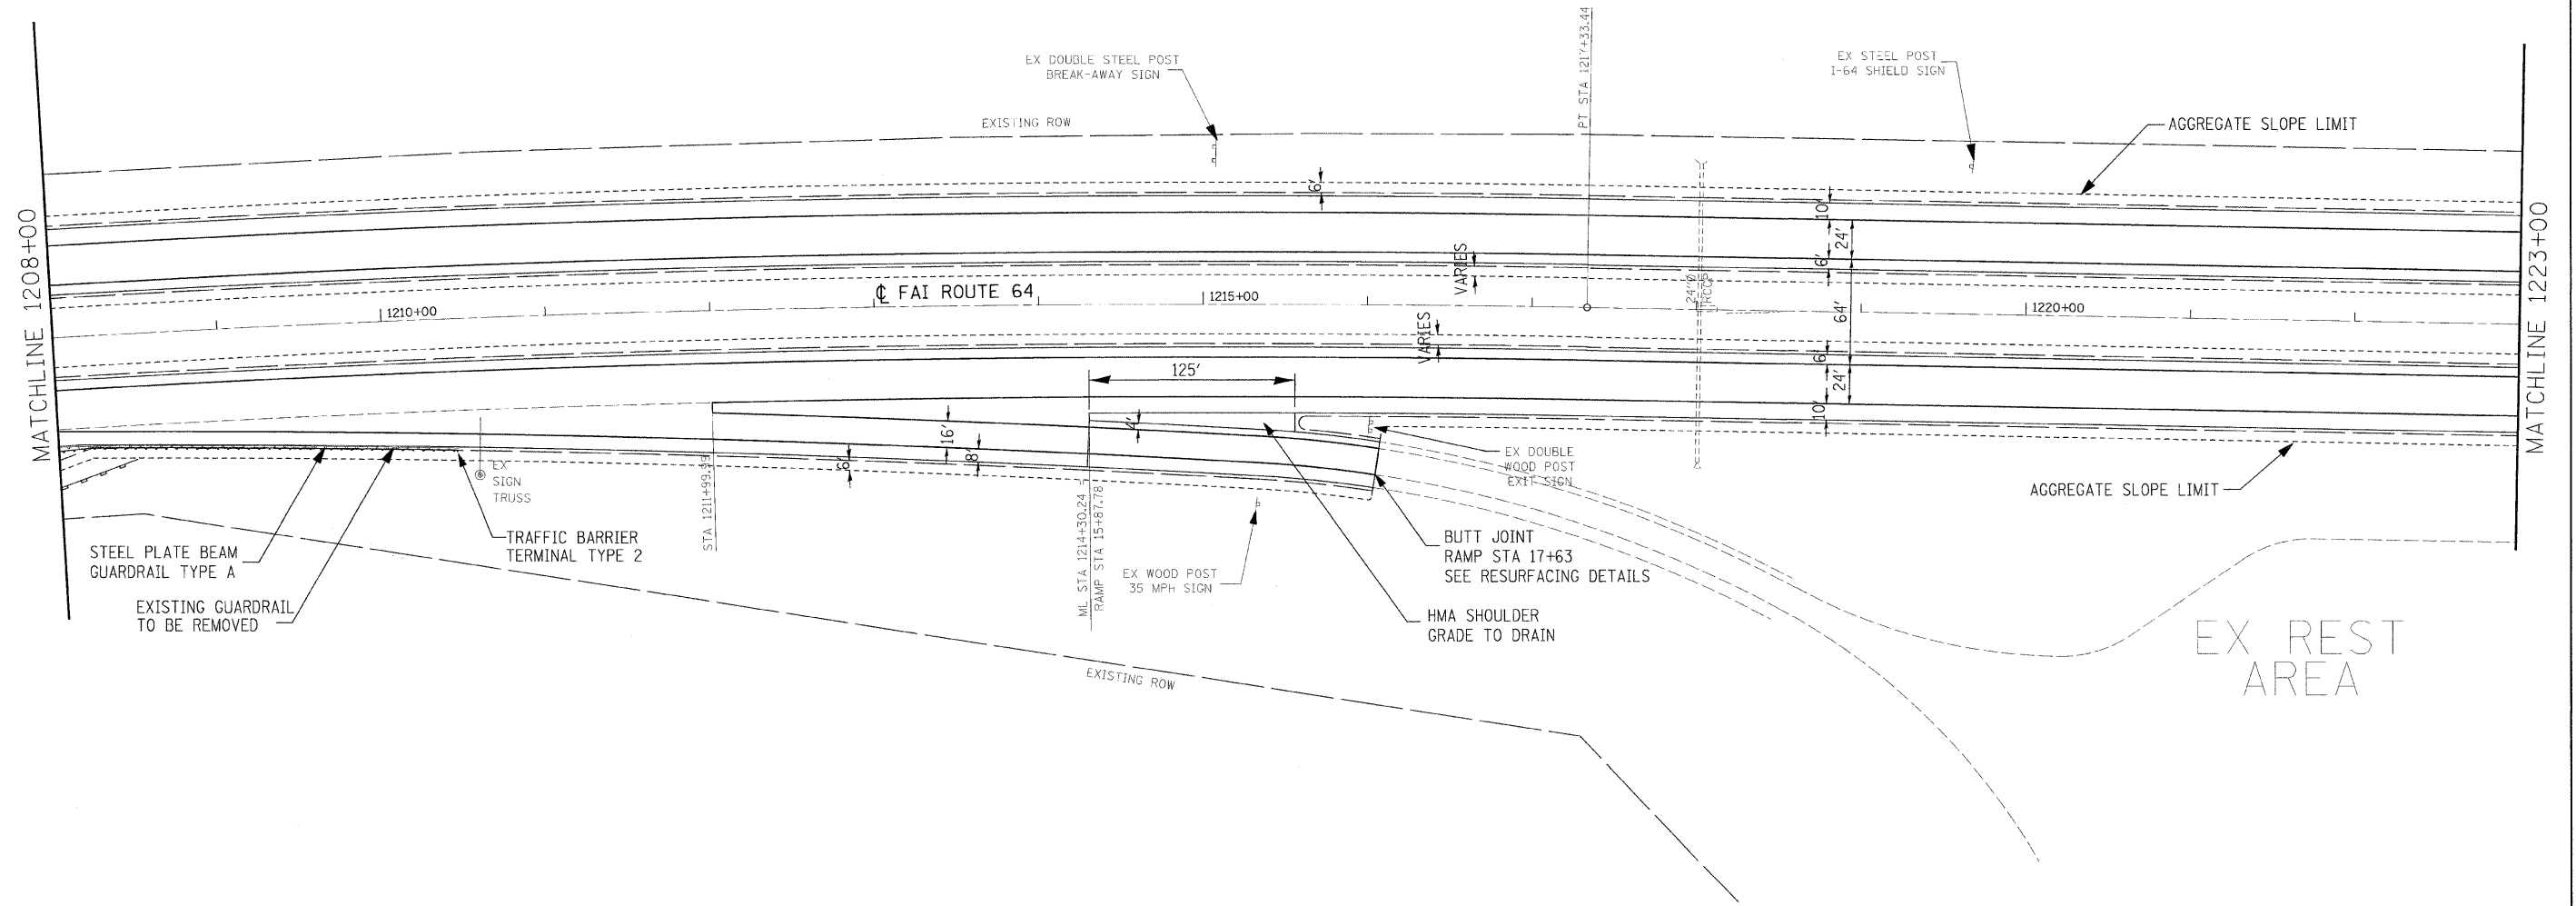 PT STA 1217+33.44
EX DOUBLE STEEL POST
BREAK-AWAY SIGN
EX STEEL POST
I-64 SHIELD SIGN
EXISTING ROW
AGGREGATE SLOPE LIMIT
MATCHLINE 1208+00
MATCHLINE 1223+00
6'
10'
24'
6'
64'
6'
24'
10'
VARIES
VARIES
24"Ø
RCCP
℄ FAI ROUTE 64
1210+00
1215+00
1220+00
125'
4'
16'
8'
6'
EX
SIGN
TRUSS
STA 1211+99.99
ML STA 1214+30.24 =
RAMP STA 15+87.78
EX DOUBLE
WOOD POST
EXIT SIGN
AGGREGATE SLOPE LIMIT
STEEL PLATE BEAM
GUARDRAIL TYPE A
EXISTING GUARDRAIL
TO BE REMOVED
TRAFFIC BARRIER
TERMINAL TYPE 2
EX WOOD POST
35 MPH SIGN
BUTT JOINT
RAMP STA 17+63
SEE RESURFACING DETAILS
HMA SHOULDER
GRADE TO DRAIN
EXISTING ROW
EX REST
AREA